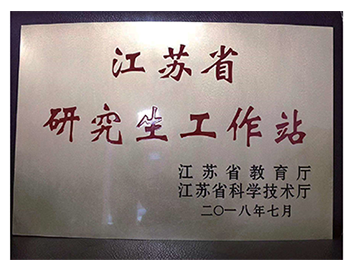 江苏省
研究生工作站
江苏省教育厅
江苏省科学技术厅
二〇一八年七月